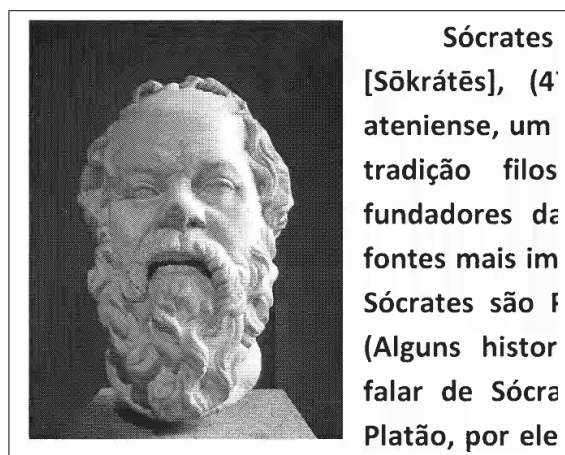 Sócrates
[Sōkrátēs], (4
ateniense, um
tradição filos
fundadores da
fontes mais im
Sócrates são P
(Alguns histor
falar de Sócra
Platão, por ele